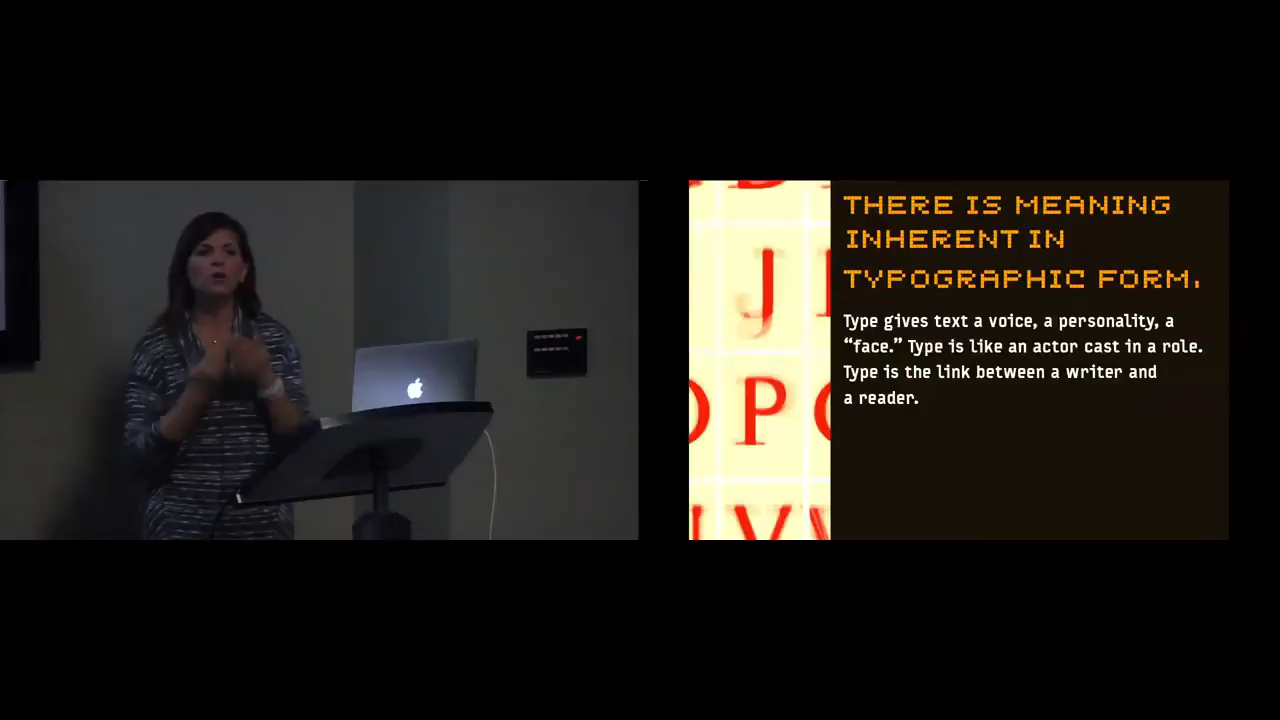 THERE IS MEANING
INHERENT IN
TYPOGRAPHIC FORM.
Type gives text a voice, a personality, a
“face.” Type is like an actor cast in a role.
Type is the link between a writer and
a reader.
J
P
V